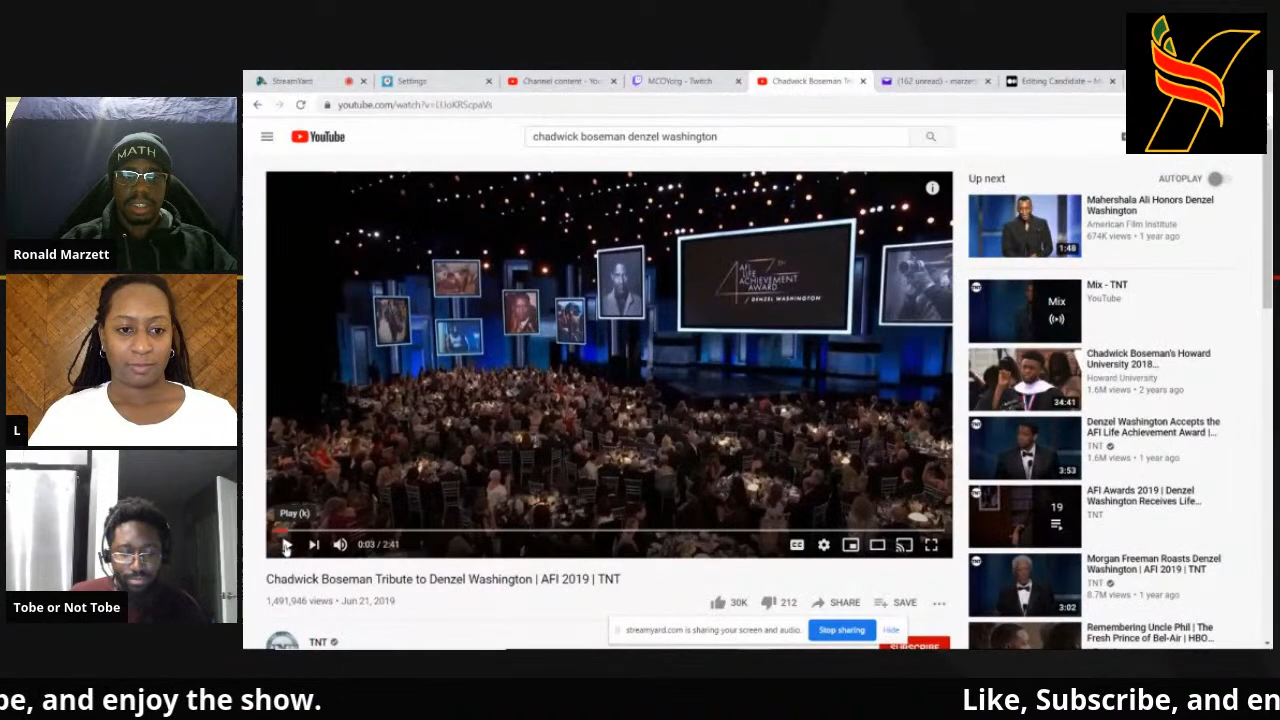 StreamYard
Settings
Channel content - You
MCOYorg - Twitch
Chadwick Boseman Tri
(162 unread) - marzet
Editing Candidate – M
YouTube
chadwick boseman denzel washington
MATH
Ronald Marzett
L
Tobe or Not Tobe
AFI
LIFE
ACHIEVEMENT
AWARD
/ DENZEL WASHINGTON
Play (k)
0:03 / 2:41
Chadwick Boseman Tribute to Denzel Washington | AFI 2019 | TNT
1,491,946 views • Jun 21, 2019
30K
212
SHARE
SAVE
TNT
streamyard.com is sharing your screen and audio.
Stop sharing
Hide
SUBSCRIBE
Up next
AUTOPLAY
Mahershala Ali Honors Denzel
Washington
American Film Institute
674K views • 1 year ago
1:48
Mix - TNT
YouTube
Mix
Chadwick Boseman's Howard
University 2018...
Howard University
1.6M views • 2 years ago
34:41
Denzel Washington Accepts the
AFI Life Achievement Award |...
TNT
1.6M views • 1 year ago
3:53
AFI Awards 2019 | Denzel
Washington Receives Life...
TNT
19
Morgan Freeman Roasts Denzel
Washington | AFI 2019 | TNT
TNT
8.7M views • 1 year ago
3:02
Remembering Uncle Phil | The
Fresh Prince of Bel-Air | HBO...
be, and enjoy the show.
Like, Subscribe, and en